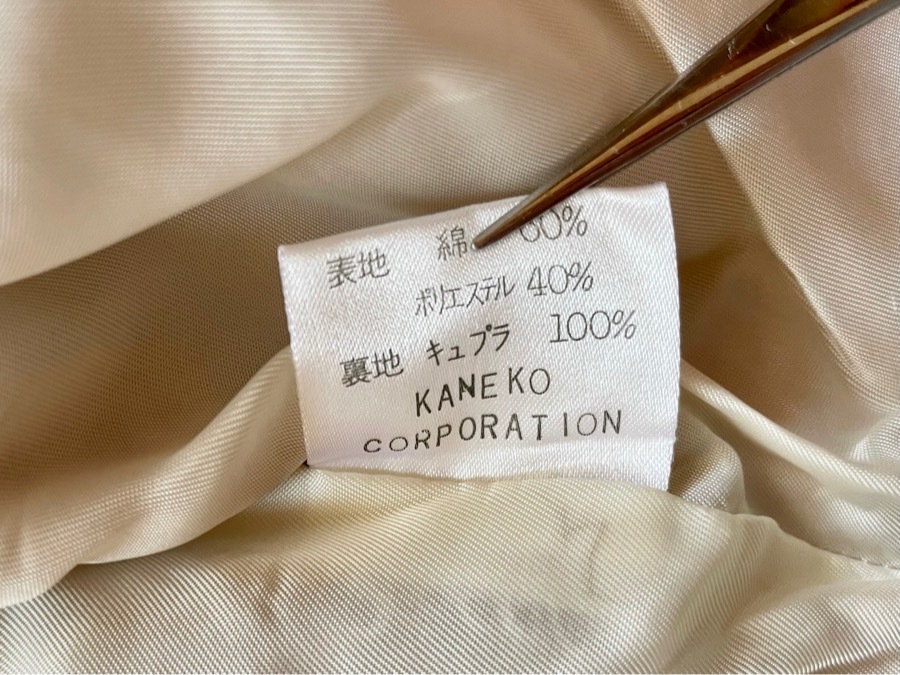 表地 綿 60%
ポリエステル 40%
裏地 キュプラ 100%
KANEKO
CORPORATION